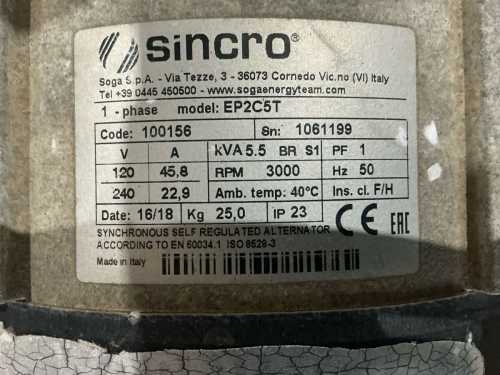 sincro®
Soga S.p.A. - Via Tezze, 3 - 36073 Cornedo Vic.no (VI) Italy
Tel +39 0445 450500 - www.sogaenergyteam.com
1 - phase model: EP2C5T
Code: 100156 Sn: 1061199
V A kVA 5.5 BR S1 PF 1
120 45,8 RPM 3000 Hz 50
240 22,9 Amb. temp: 40°C Ins. cl. F/H
Date: 16/18 Kg 25,0 IP 23 CE EAC
SYNCHRONOUS SELF REGULATED ALTERNATOR
ACCORDING TO EN 60034.1 ISO 8528-3
Made in Italy